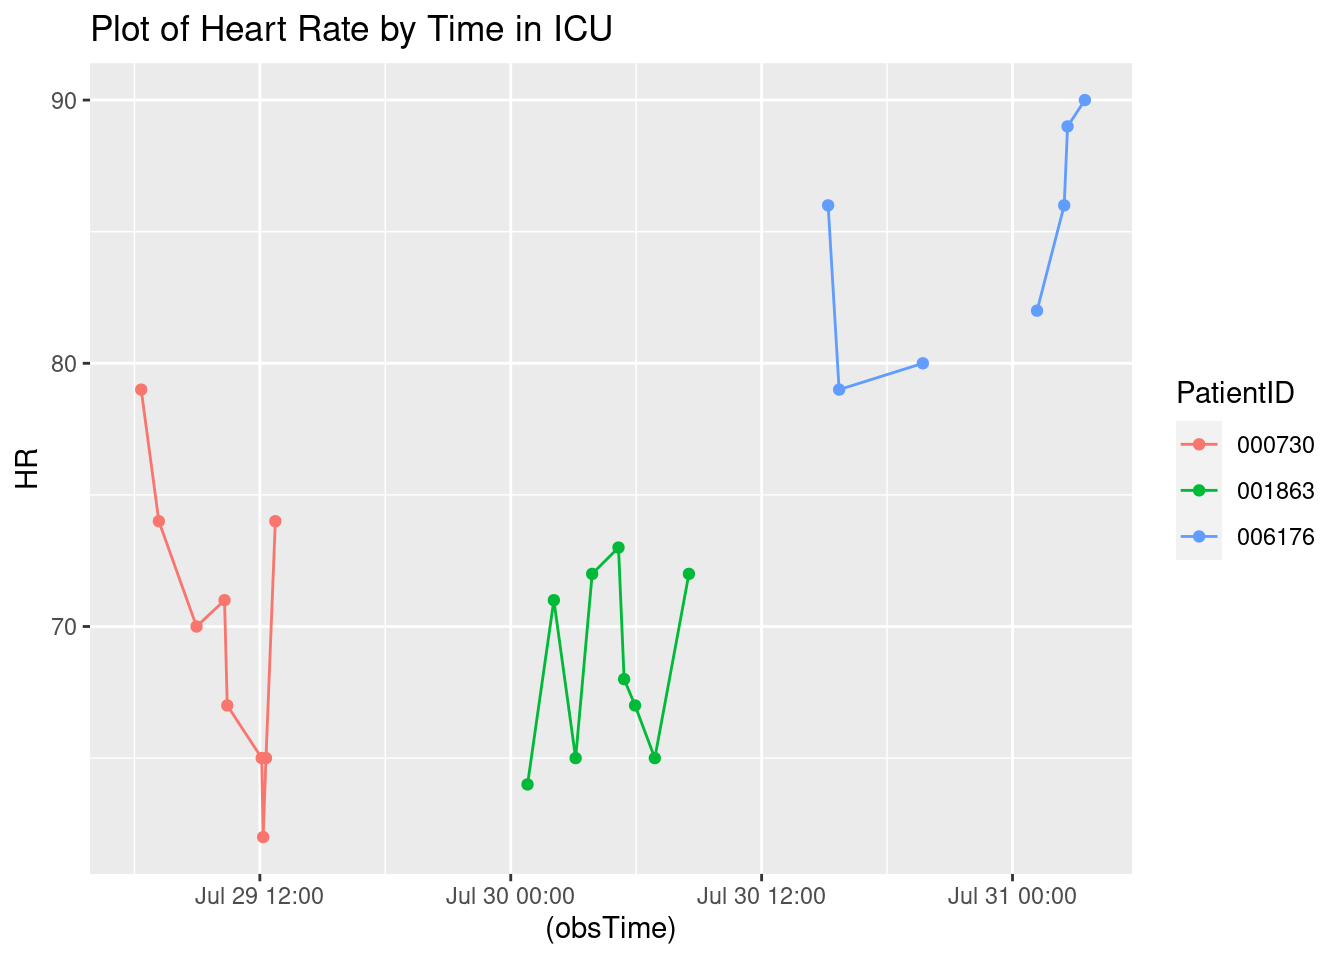 Plot of Heart Rate by Time in ICU
90
80
70
HR
Jul 29 12:00
Jul 30 00:00
Jul 30 12:00
Jul 31 00:00
(obsTime)
PatientID
000730
001863
006176